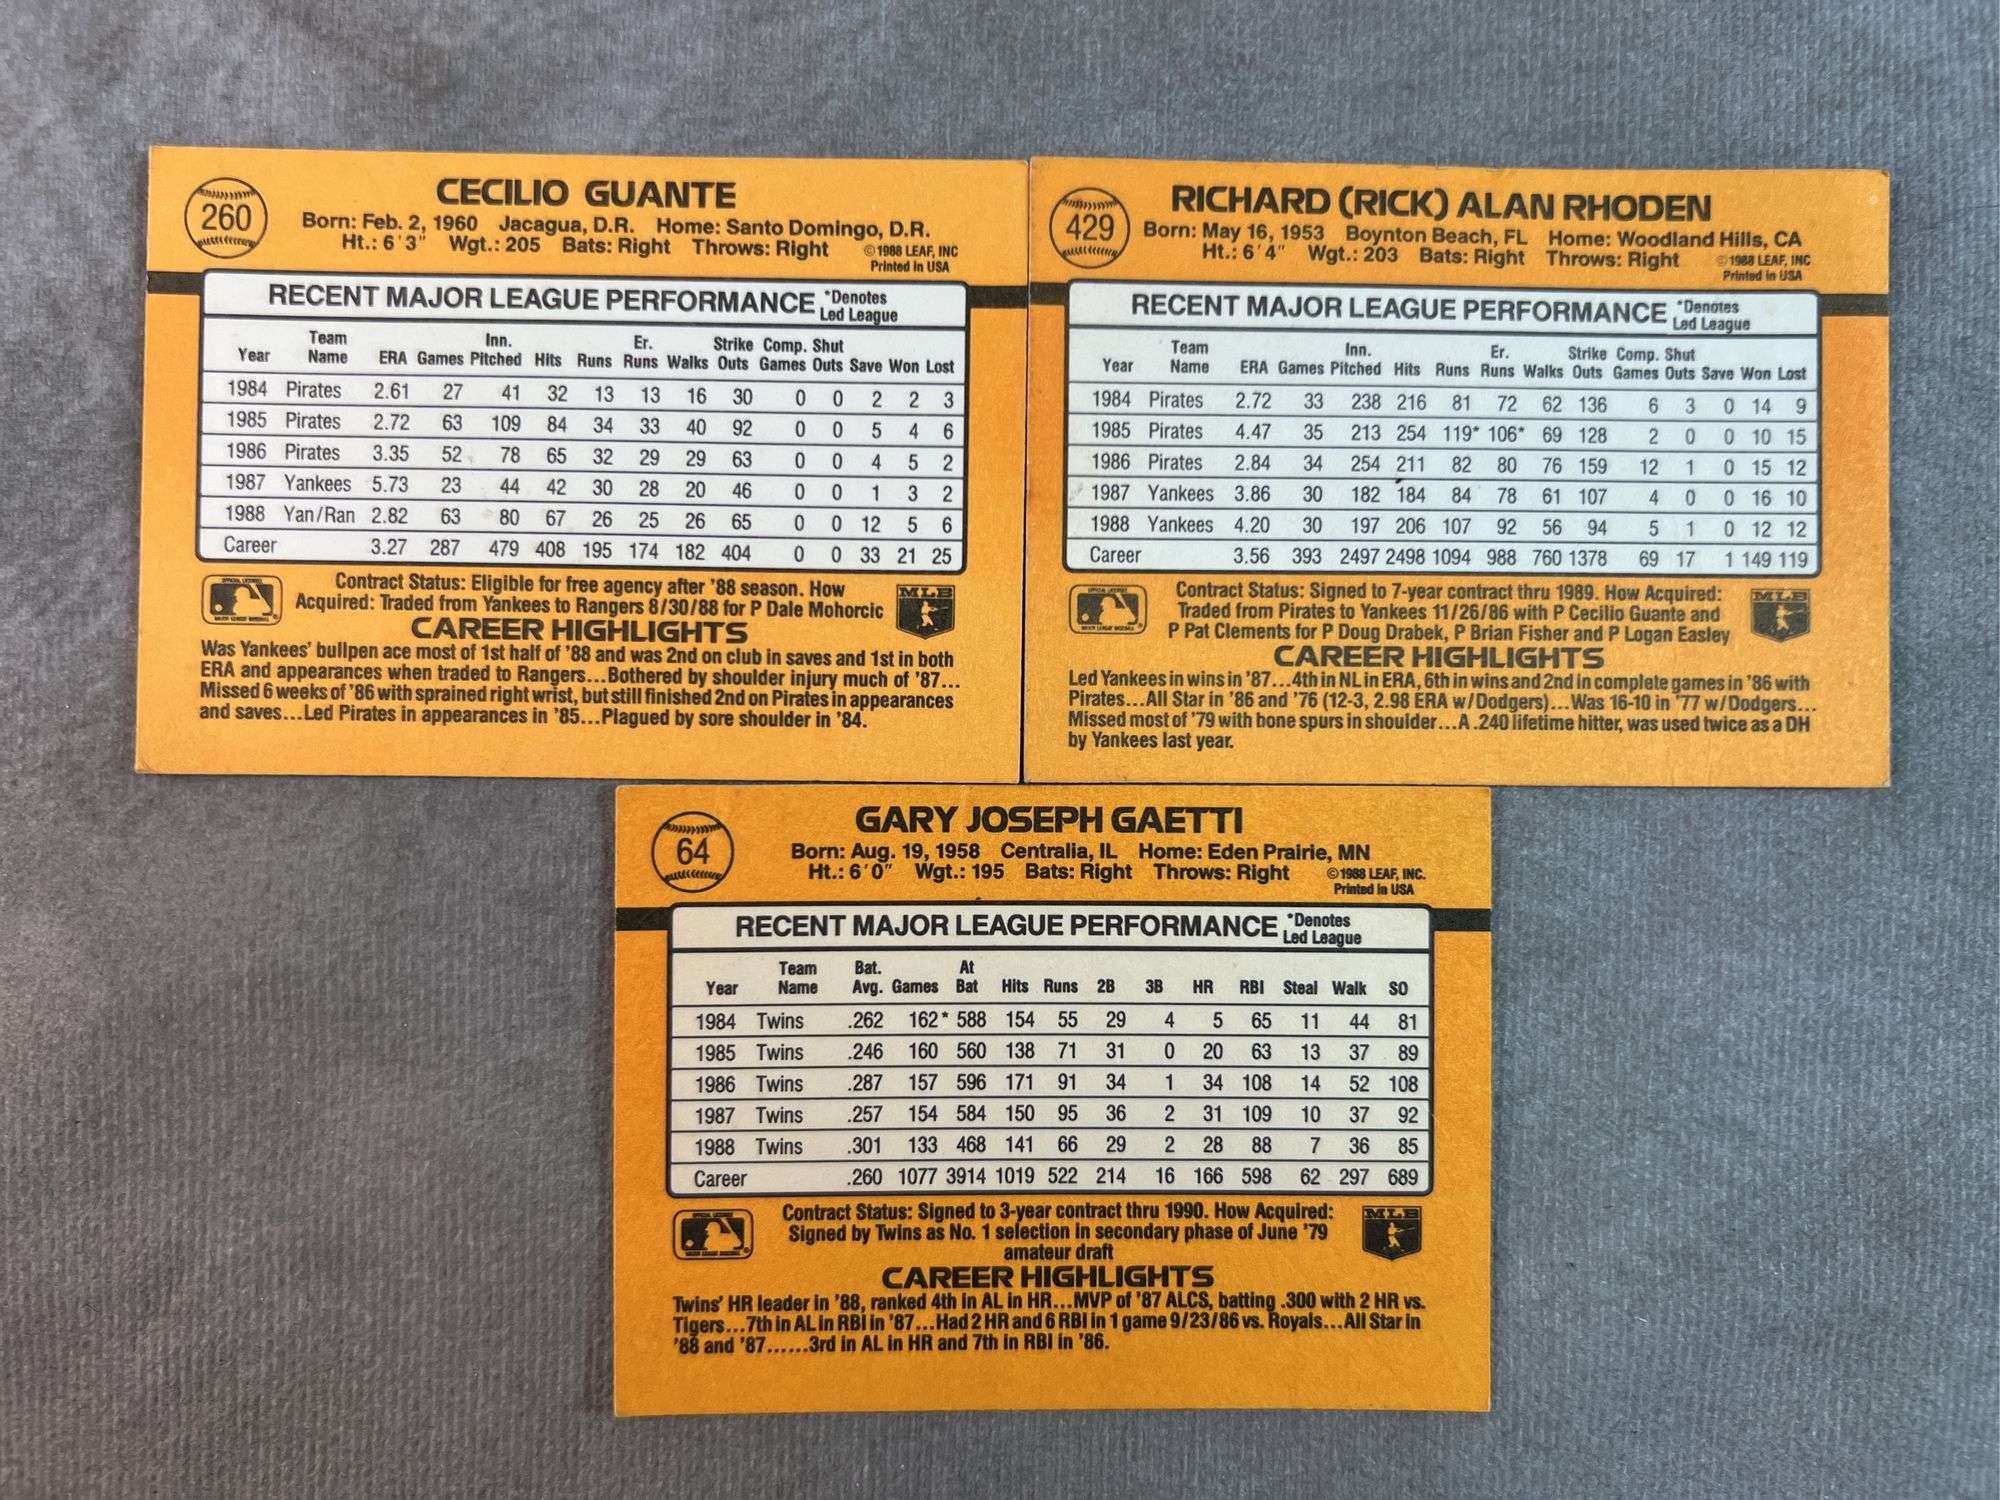 260
CECILIO GUANTE
Born: Feb. 2, 1960 Jacagua, D.R. Home: Santo Domingo, D.R.
Ht.: 6'3" Wgt.: 205 Bats: Right Throws: Right ©1988 LEAF, INC
Printed in USA
RECENT MAJOR LEAGUE PERFORMANCE *Denotes Led League
Year Team Name ERA Games Inn. Pitched Hits Runs Er. Runs Walks Strike Outs Comp. Games Shut Outs Save Won Lost
1984 Pirates 2.61 27 41 32 13 13 16 30 0 0 2 2 3
1985 Pirates 2.72 63 109 84 34 33 40 92 0 0 5 4 6
1986 Pirates 3.35 52 78 65 32 29 29 63 0 0 4 5 2
1987 Yankees 5.73 23 44 42 30 28 20 46 0 0 1 3 2
1988 Yan/Ran 2.82 63 80 67 26 25 26 65 0 0 12 5 6
Career 3.27 287 479 408 195 174 182 404 0 0 33 21 25
Contract Status: Eligible for free agency after '88 season. How
Acquired: Traded from Yankees to Rangers 8/30/88 for P Dale Mohorcic
MLB
CAREER HIGHLIGHTS
Was Yankees' bullpen ace most of 1st half of '88 and was 2nd on club in saves and 1st in both
ERA and appearances when traded to Rangers...Bothered by shoulder injury much of '87...
Missed 6 weeks of '86 with sprained right wrist, but still finished 2nd on Pirates in appearances
and saves...Led Pirates in appearances in '85...Plagued by sore shoulder in '84.
429
RICHARD (RICK) ALAN RHODEN
Born: May 16, 1953 Boynton Beach, FL Home: Woodland Hills, CA
Ht.: 6'4" Wgt.: 203 Bats: Right Throws: Right ©1988 LEAF, INC
Printed in USA
RECENT MAJOR LEAGUE PERFORMANCE *Denotes Led League
Year Team Name ERA Games Inn. Pitched Hits Runs Er. Runs Walks Strike Outs Comp. Games Shut Outs Save Won Lost
1984 Pirates 2.72 33 238 216 81 72 62 136 6 3 0 14 9
1985 Pirates 4.47 35 213 254 119* 106* 69 128 2 0 0 10 15
1986 Pirates 2.84 34 254 211 82 80 76 159 12 1 0 15 12
1987 Yankees 3.86 30 182 184 84 78 61 107 4 0 0 16 10
1988 Yankees 4.20 30 197 206 107 92 56 94 5 1 0 12 12
Career 3.56 393 2497 2498 1094 988 760 1378 69 17 1 149 119
Contract Status: Signed to 7-year contract thru 1989. How Acquired:
Traded from Pirates to Yankees 11/26/86 with P Cecilio Guante and
P Pat Clements for P Doug Drabek, P Brian Fisher and P Logan Easley
MLB
CAREER HIGHLIGHTS
Led Yankees in wins in '87...4th in NL in ERA, 6th in wins and 2nd in complete games in '86 with
Pirates...All Star in '86 and '76 (12-3, 2.98 ERA w/Dodgers)...Was 16-10 in '77 w/Dodgers...
Missed most of '79 with bone spurs in shoulder...A .240 lifetime hitter, was used twice as a DH
by Yankees last year.
64
GARY JOSEPH GAETTI
Born: Aug. 19, 1958 Centralia, IL Home: Eden Prairie, MN
Ht.: 6'0" Wgt.: 195 Bats: Right Throws: Right ©1988 LEAF, INC.
Printed in USA
RECENT MAJOR LEAGUE PERFORMANCE *Denotes Led League
Year Team Name Bat. Avg. Games At Bat Hits Runs 2B 3B HR RBI Steal Walk SO
1984 Twins .262 162* 588 154 55 29 4 5 65 11 44 81
1985 Twins .246 160 560 138 71 31 0 20 63 13 37 89
1986 Twins .287 157 596 171 91 34 1 34 108 14 52 108
1987 Twins .257 154 584 150 95 36 2 31 109 10 37 92
1988 Twins .301 133 468 141 66 29 2 28 88 7 36 85
Career .260 1077 3914 1019 522 214 16 166 598 62 297 689
Contract Status: Signed to 3-year contract thru 1990. How Acquired:
Signed by Twins as No. 1 selection in secondary phase of June '79
amateur draft
MLB
CAREER HIGHLIGHTS
Twins' HR leader in '88, ranked 4th in AL in HR...MVP of '87 ALCS, batting .300 with 2 HR vs.
Tigers...7th in AL in RBI in '87...Had 2 HR and 6 RBI in 1 game 9/23/86 vs. Royals...All Star in
'88 and '87......3rd in AL in HR and 7th in RBI in '86.